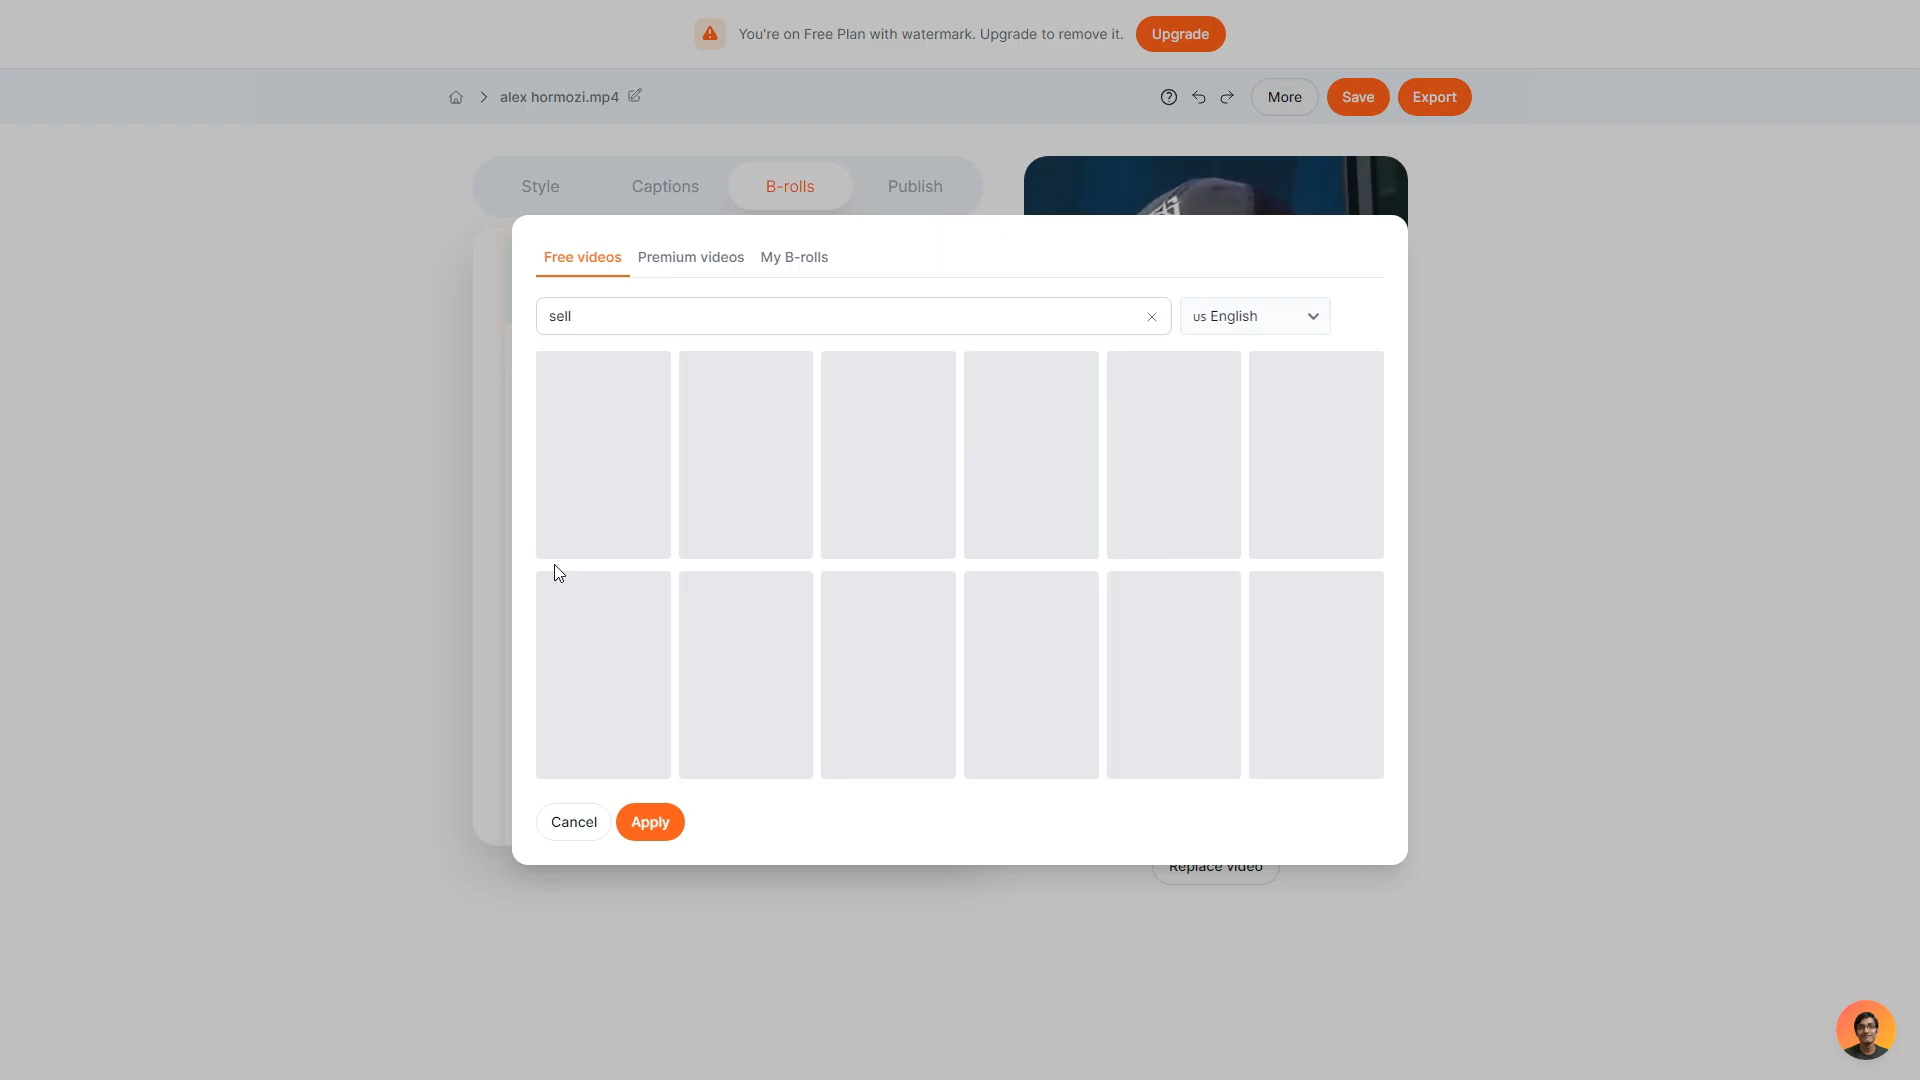 You're on Free Plan with watermark. Upgrade to remove it. Upgrade
alex hormozi.mp4 More Save Export
Style Captions B-rolls Publish
Free videos Premium videos My B-rolls
sell us English
Cancel Apply
Replace video